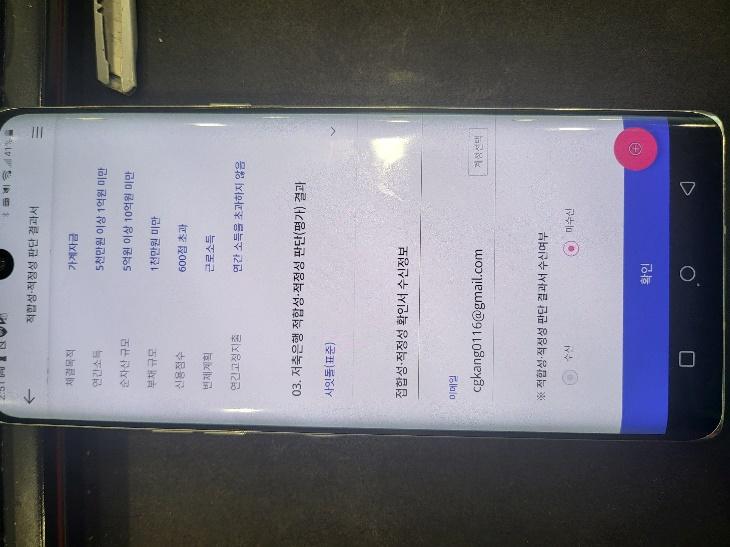 2:51
41%
적합성·적정성 판단 결과서
체결목적 가계자금
연간소득 5천만원 이상 1억원 미만
순자산 규모 5억원 이상 10억원 미만
부채 규모 1천만원 미만
신용점수 600점 초과
변제계획 근로소득
연간고정지출 연간 소득을 초과하지 않음
03. 저축은행 적합성·적정성 판단(평가) 결과
사잇돌(표준)
접합성·적정성 확인서 수신정보
이메일
cgkang0116@gmail.com 계정선택
※ 적합성·적정성 판단 결과서 수신여부
수신 미수신
확인